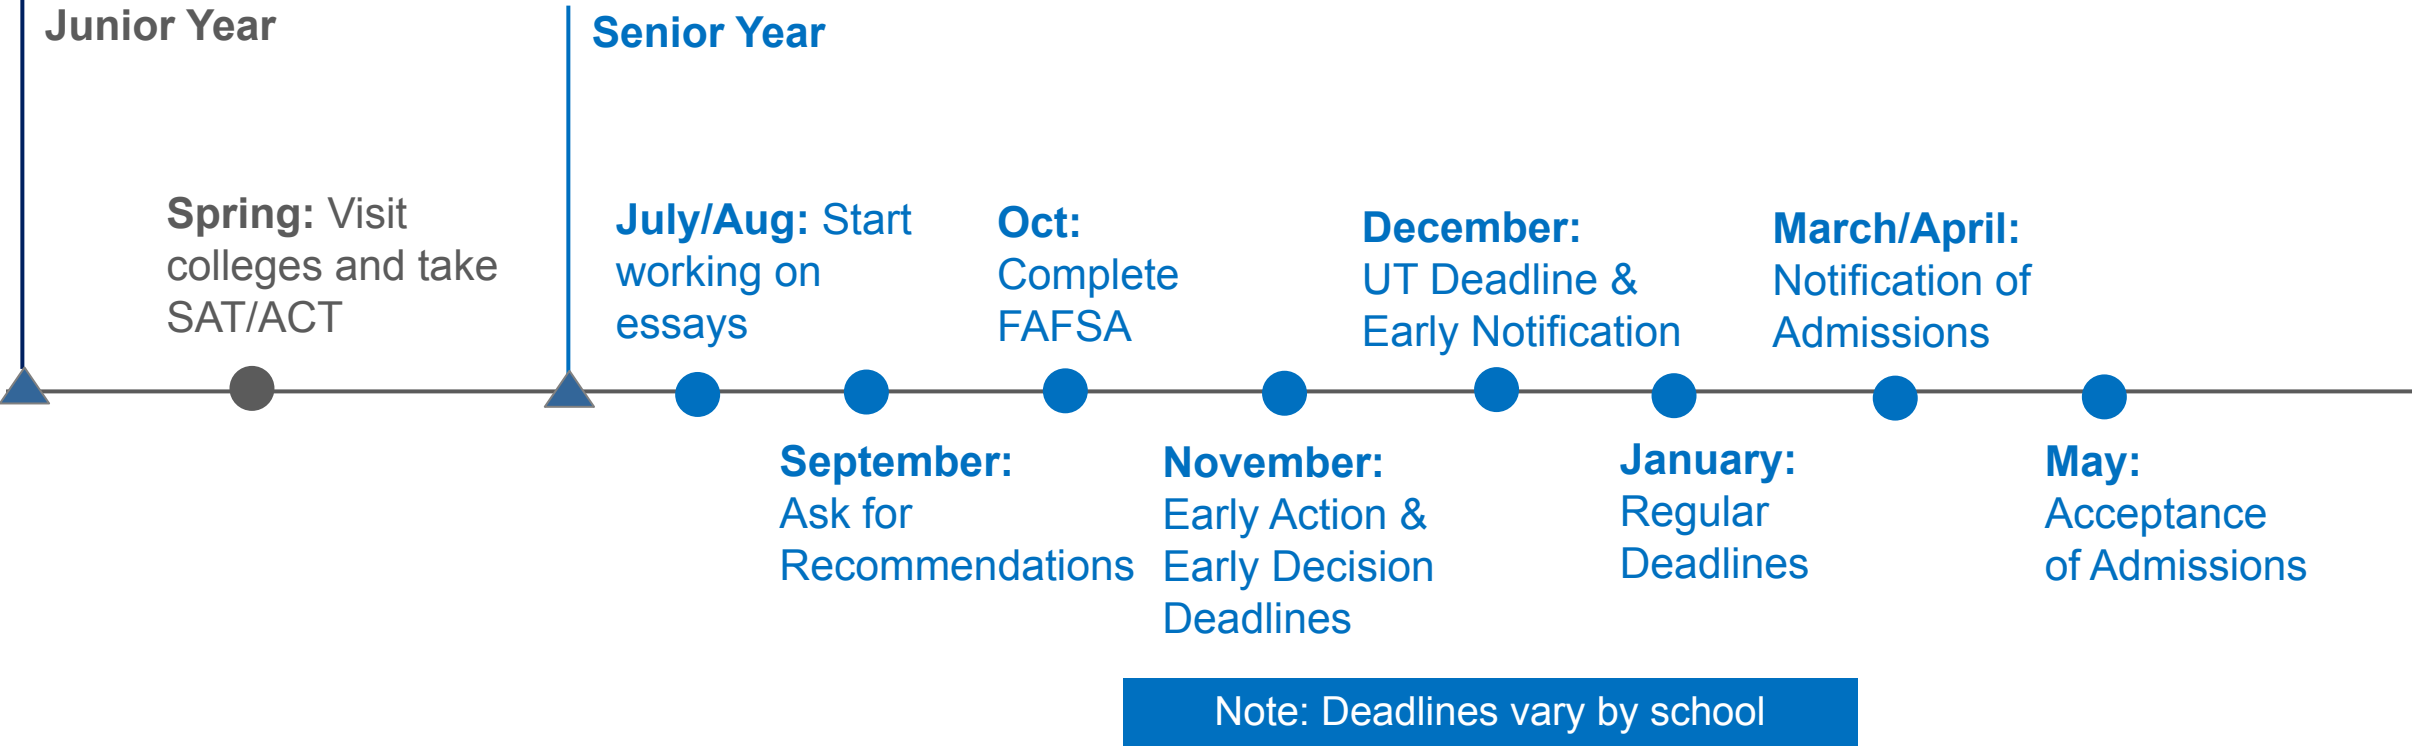 Junior Year
Senior Year
Spring: Visit
colleges and take
SAT/ACT
July/Aug: Start
working on
essays
September:
Ask for
Recommendations
Oct:
Complete
FAFSA
November:
Early Action &
Early Decision
Deadlines
December:
UT Deadline &
Early Notification
January:
Regular
Deadlines
March/April:
Notification of
Admissions
May:
Acceptance
of Admissions
Note: Deadlines vary by school